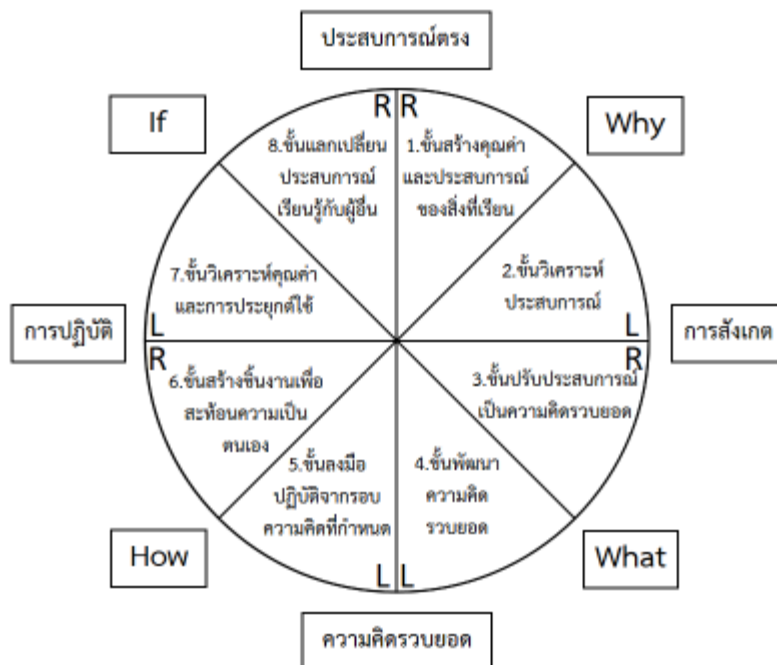 ประสบการณ์ตรง
If
Why
R
R
8.ขั้นแลกเปลี่ยน
ประสบการณ์
เรียนรู้กับผู้อื่น
1.ขั้นสร้างคุณค่า
และประสบการณ์
ของสิ่งที่เรียน
7.ขั้นวิเคราะห์คุณค่า
และการประยุกต์ใช้
2.ขั้นวิเคราะห์
ประสบการณ์
L
L
การปฏิบัติ
การสังเกต
R
R
6.ขั้นสร้างชิ้นงานเพื่อ
สะท้อนความเป็น
ตนเอง
3.ขั้นปรับประสบการณ์
เป็นความคิดรวบยอด
5.ขั้นลงมือ
ปฏิบัติจากรอบ
ความคิดที่กำหนด
4.ขั้นพัฒนา
ความคิด
รวบยอด
How
What
L
L
ความคิดรวบยอด